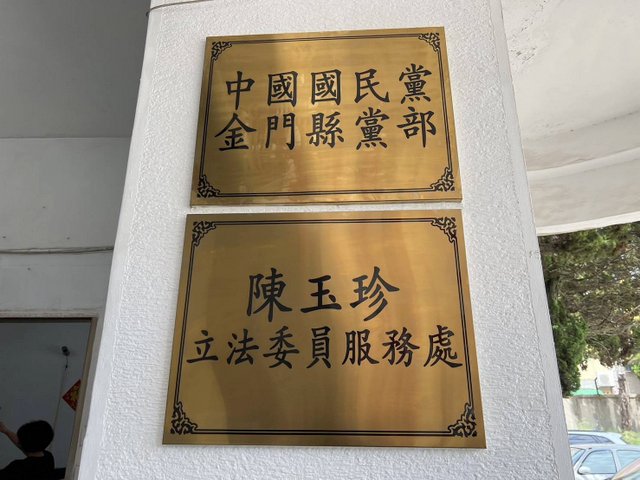 中國國民黨
金門縣黨部
陳玉珍
立法委員服務處